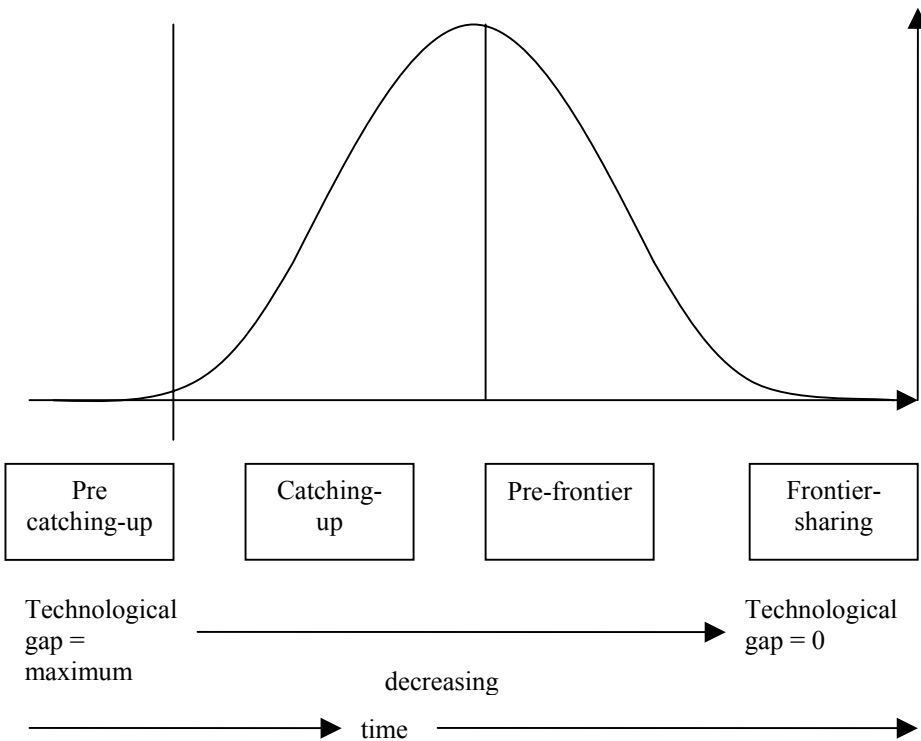 Pre
catching-up
Catching-
up
Pre-frontier
Frontier-
sharing
Technological
gap =
maximum
Technological
gap = 0
decreasing
time